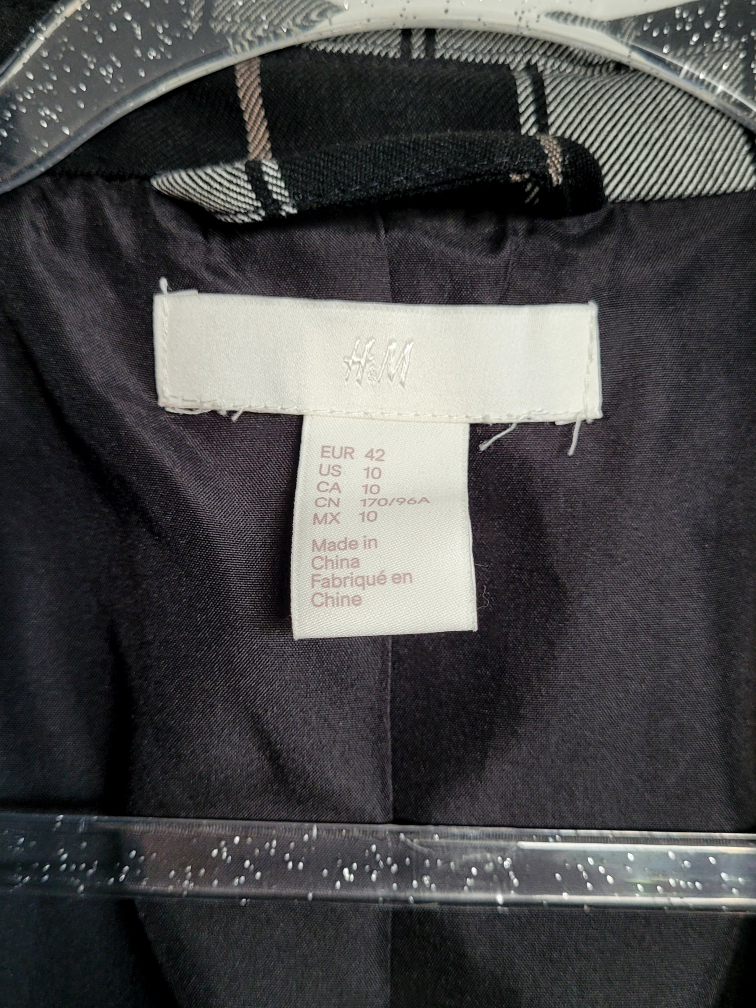 H&M
EUR 42
US 10
CA 10
CN 170/96A
MX 10
Made in
China
Fabriqué en
Chine